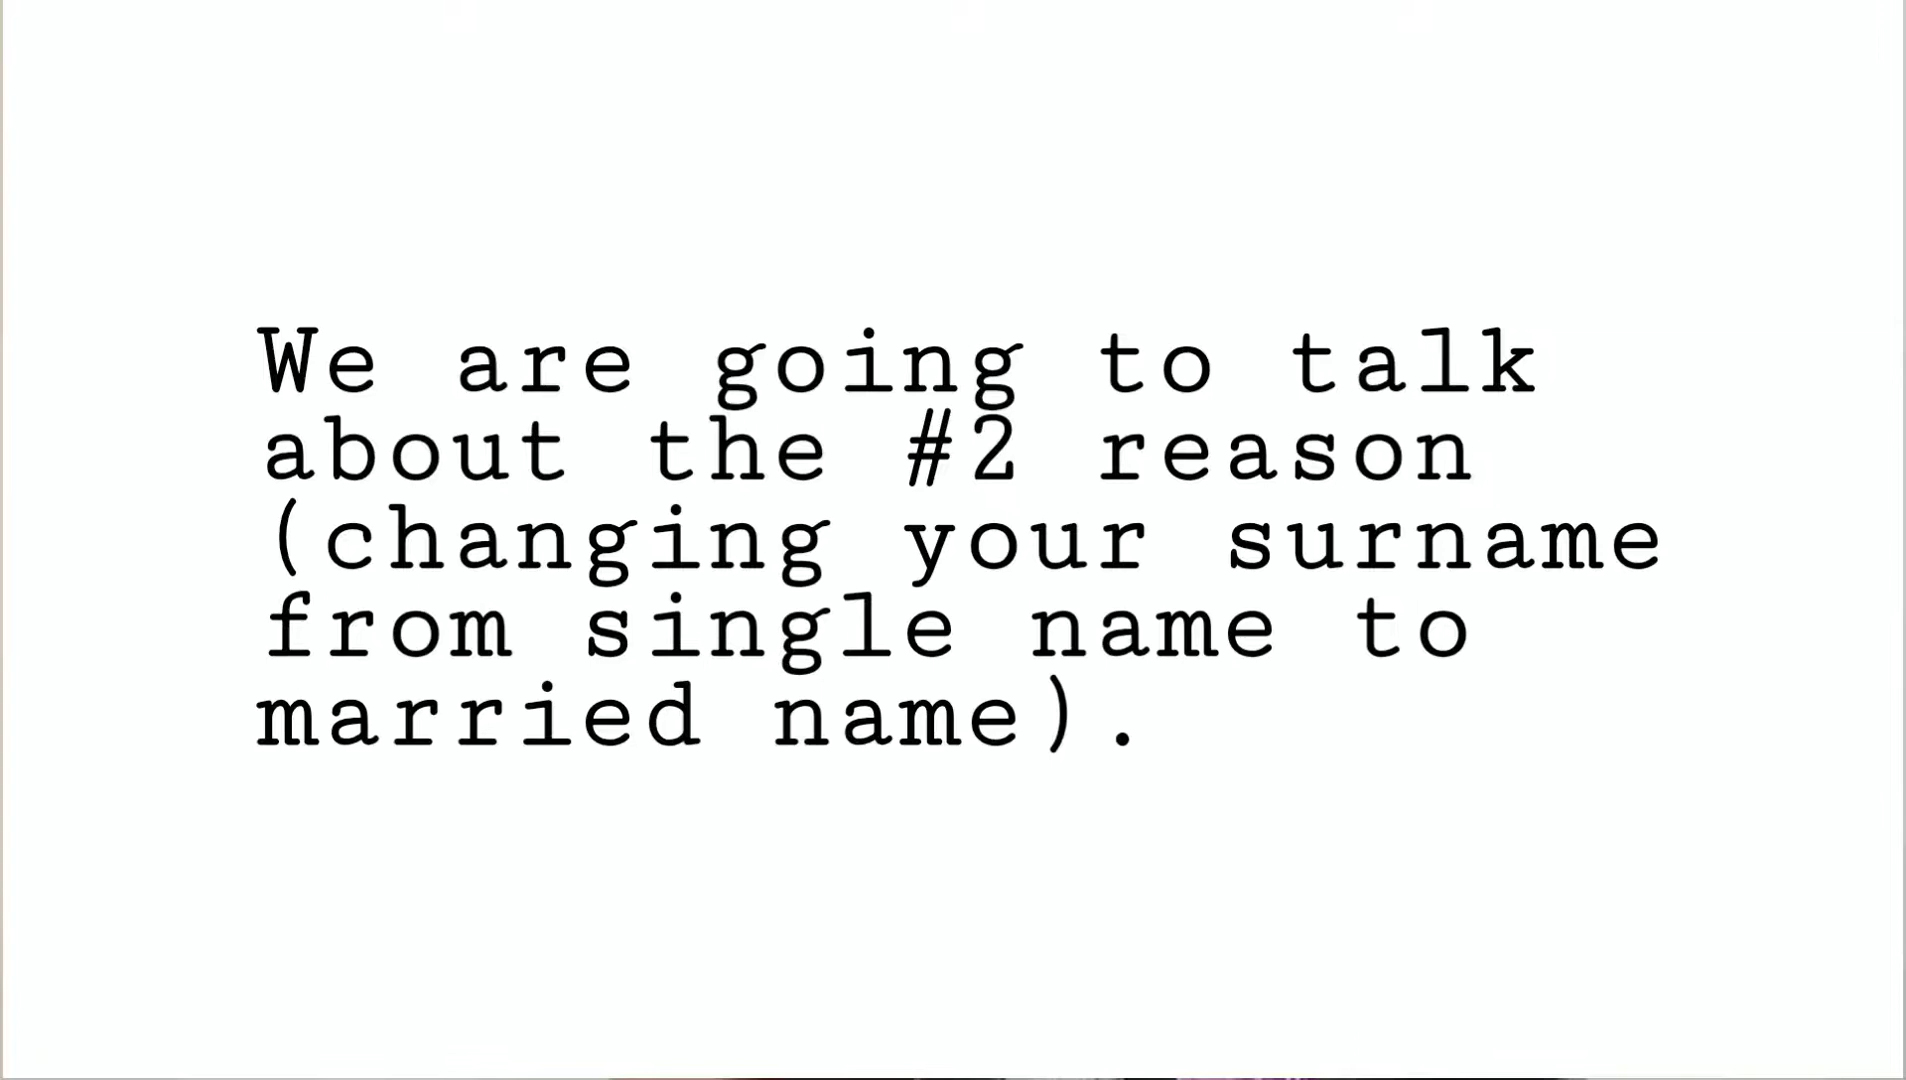 We are going to talk
about the #2 reason
(changing your surname
from single name to
married name).